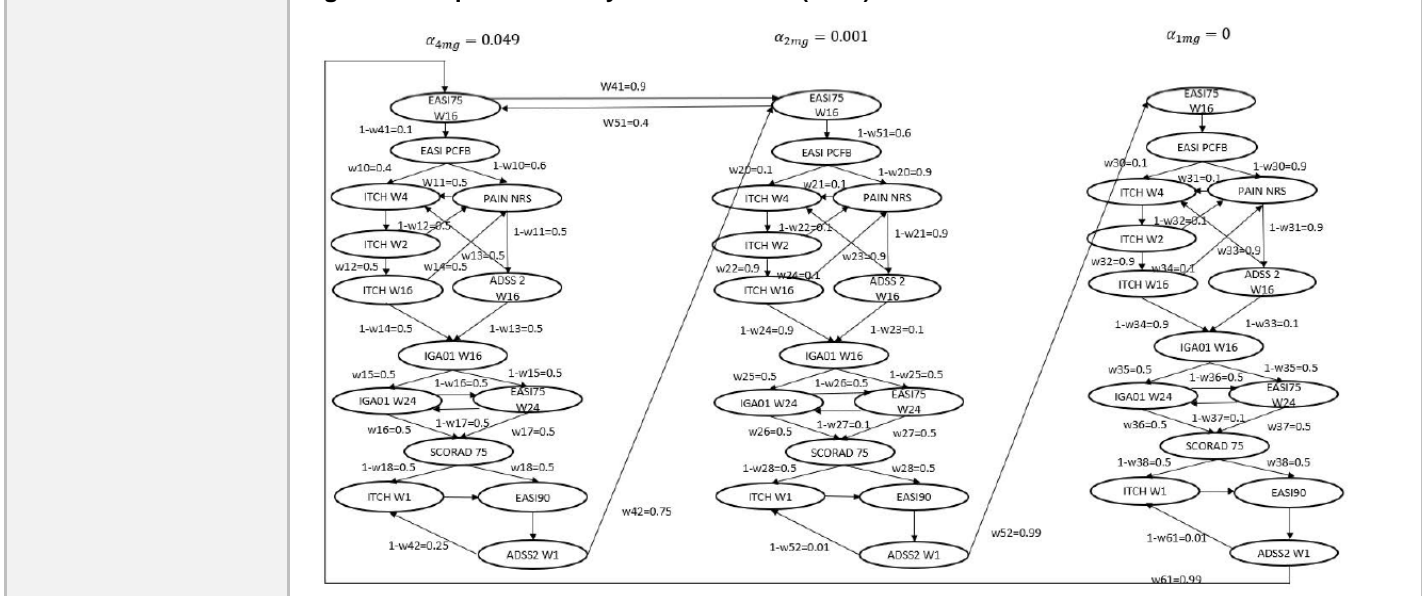 α4mg = 0.049
α2mg = 0.001
α1mg = 0
W41=0.9
W51=0.4
EASI75
W16
1-w41=0.1
EASI PCFB
w10=0.4
1-w10=0.6
W11=0.5
ITCH W4
PAIN NRS
1-w12=0.5
1-w11=0.5
ITCH W2
w13=0.5
w12=0.5
w14=0.5
ITCH W16
ADSS 2
W16
1-w14=0.5
1-w13=0.5
IGA01 W16
w15=0.5
1-w15=0.5
1-w16=0.5
IGA01 W24
EASI75
W24
1-w17=0.5
w16=0.5
w17=0.5
SCORAD 75
1-w18=0.5
w18=0.5
ITCH W1
EASI90
1-w42=0.25
ADSS2 W1
w42=0.75
EASI75
W16
1-w51=0.6
EASI PCFB
w20=0.1
1-w20=0.9
w21=0.1
ITCH W4
PAIN NRS
1-w22=0.1
1-w21=0.9
ITCH W2
w23=0.9
w22=0.9
w24=0.1
ITCH W16
ADSS 2
W16
1-w24=0.9
1-w23=0.1
IGA01 W16
w25=0.5
1-w25=0.5
1-w26=0.5
IGA01 W24
EASI75
W24
1-w27=0.1
w26=0.5
w27=0.5
SCORAD 75
1-w28=0.5
w28=0.5
ITCH W1
EASI90
1-w52=0.01
ADSS2 W1
w52=0.99
EASI75
W16
EASI PCFB
w30=0.1
1-w30=0.9
w31=0.1
ITCH W4
PAIN NRS
1-w32=0.1
1-w31=0.9
ITCH W2
w33=0.9
w32=0.9
w34=0.1
ITCH W16
ADSS 2
W16
1-w34=0.9
1-w33=0.1
IGA01 W16
w35=0.5
1-w35=0.5
1-w36=0.5
IGA01 W24
EASI75
W24
1-w37=0.1
w36=0.5
w37=0.5
SCORAD 75
1-w38=0.5
w38=0.5
ITCH W1
EASI90
1-w61=0.01
ADSS2 W1
w61=0.99